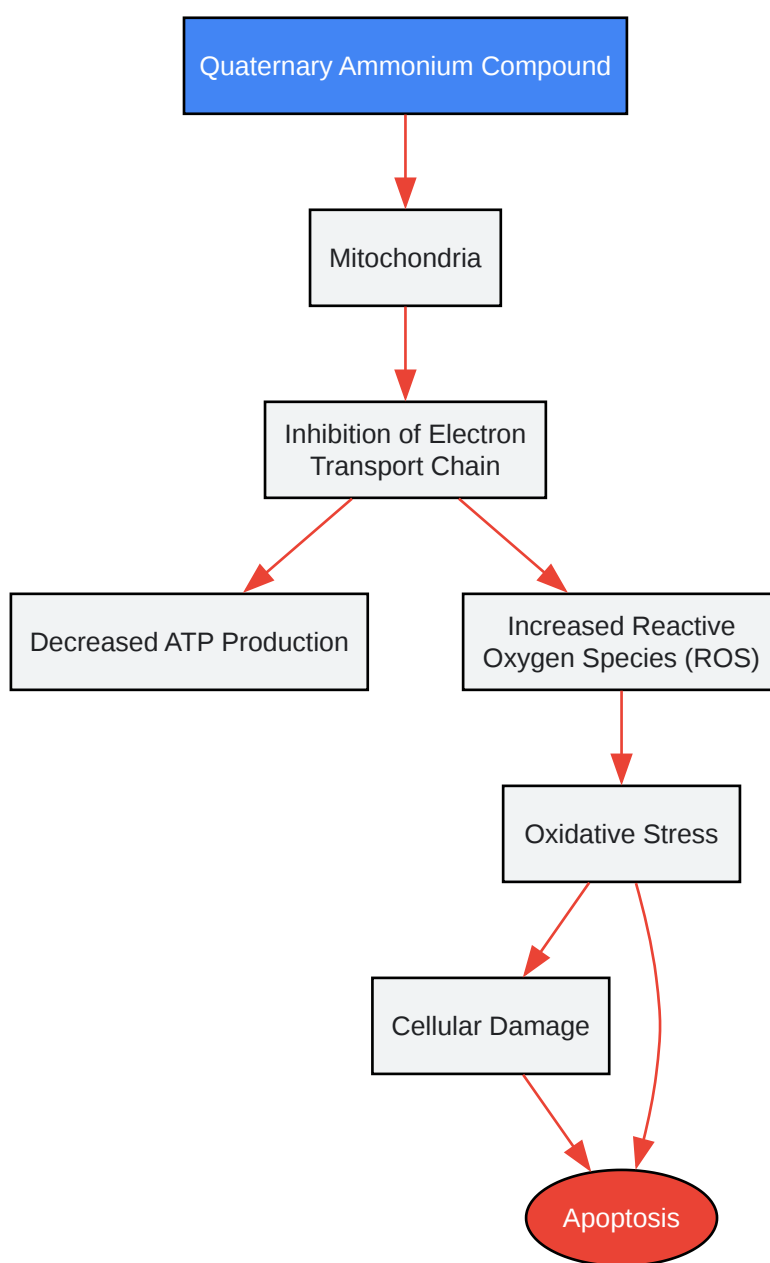 Quaternary Ammonium Compound
Mitochondria
Inhibition of Electron
Transport Chain
Decreased ATP Production
Increased Reactive
Oxygen Species (ROS)
Oxidative Stress
Cellular Damage
Apoptosis